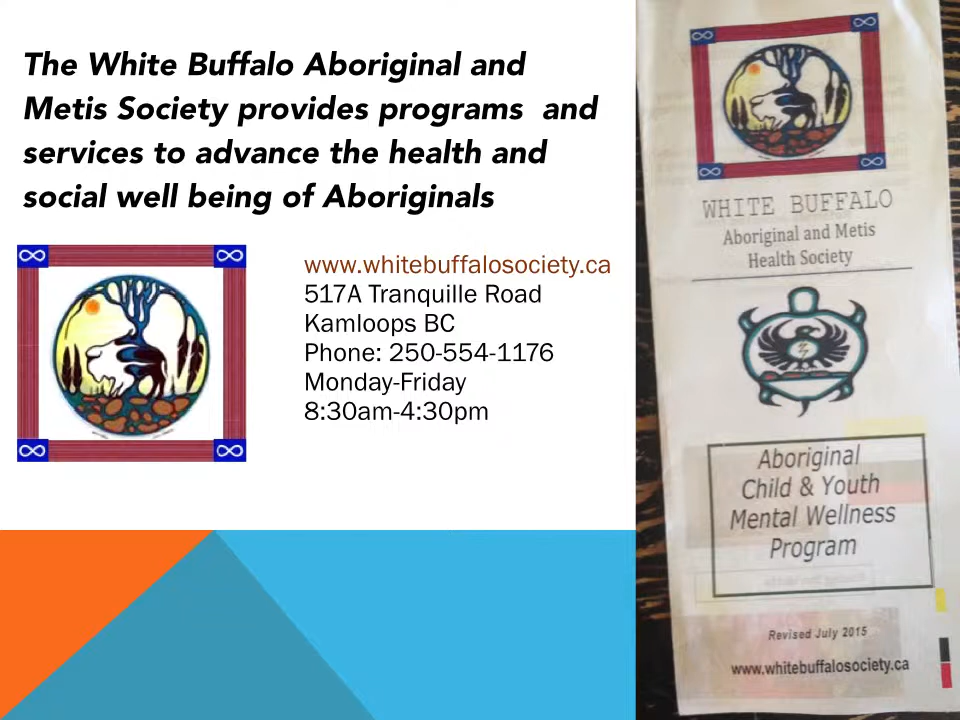 The White Buffalo Aboriginal and
Metis Society provides programs  and
services to advance the health and
social well being of Aboriginals
www.whitebuffalosociety.ca
517A Tranquille Road
Kamloops BC
Phone: 250-554-1176
Monday-Friday
8:30am-4:30pm
WHITE BUFFALO
Aboriginal and Metis
Health Society
Aboriginal
Child & Youth
Mental Wellness
Program
Revised July 2015
www.whitebuffalosociety.ca